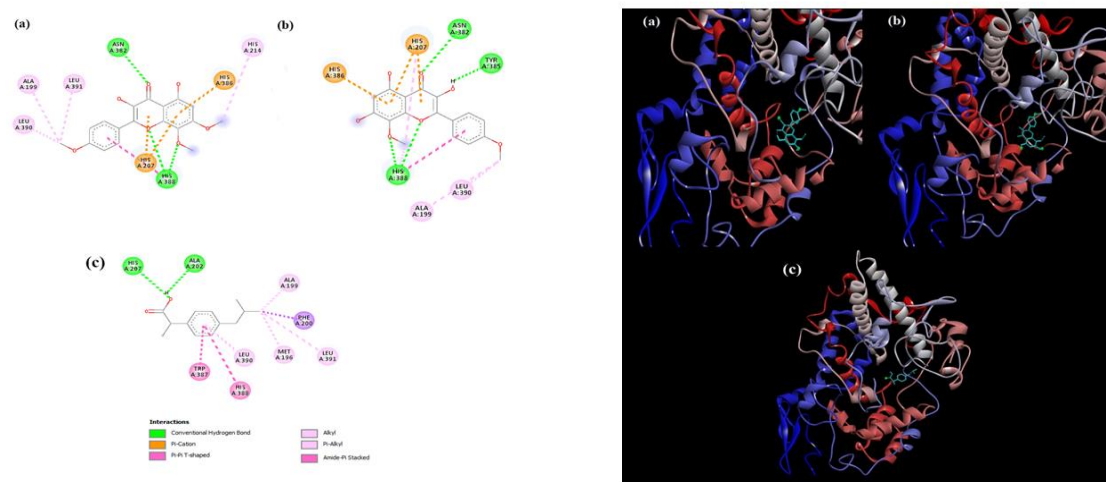 (a)
ASN
A:382
HIS
A:214
ALA
A:199
LEU
A:391
HIS
A:386
LEU
A:390
HIS
A:207
HIS
A:388
(b)
HIS
A:207
ASN
A:382
HIS
A:386
TYR
A:385
H
HIS
A:388
LEU
A:390
ALA
A:199
(c)
HIS
A:207
ALA
A:202
ALA
A:199
PHE
A:200
LEU
A:390
MET
A:196
LEU
A:391
TRP
A:387
HIS
A:388
Interactions
Conventional Hydrogen Bond
Pi-Cation
Pi-Pi T-shaped
Alkyl
Pi-Alkyl
Amide-Pi Stacked
(a)
(b)
(c)